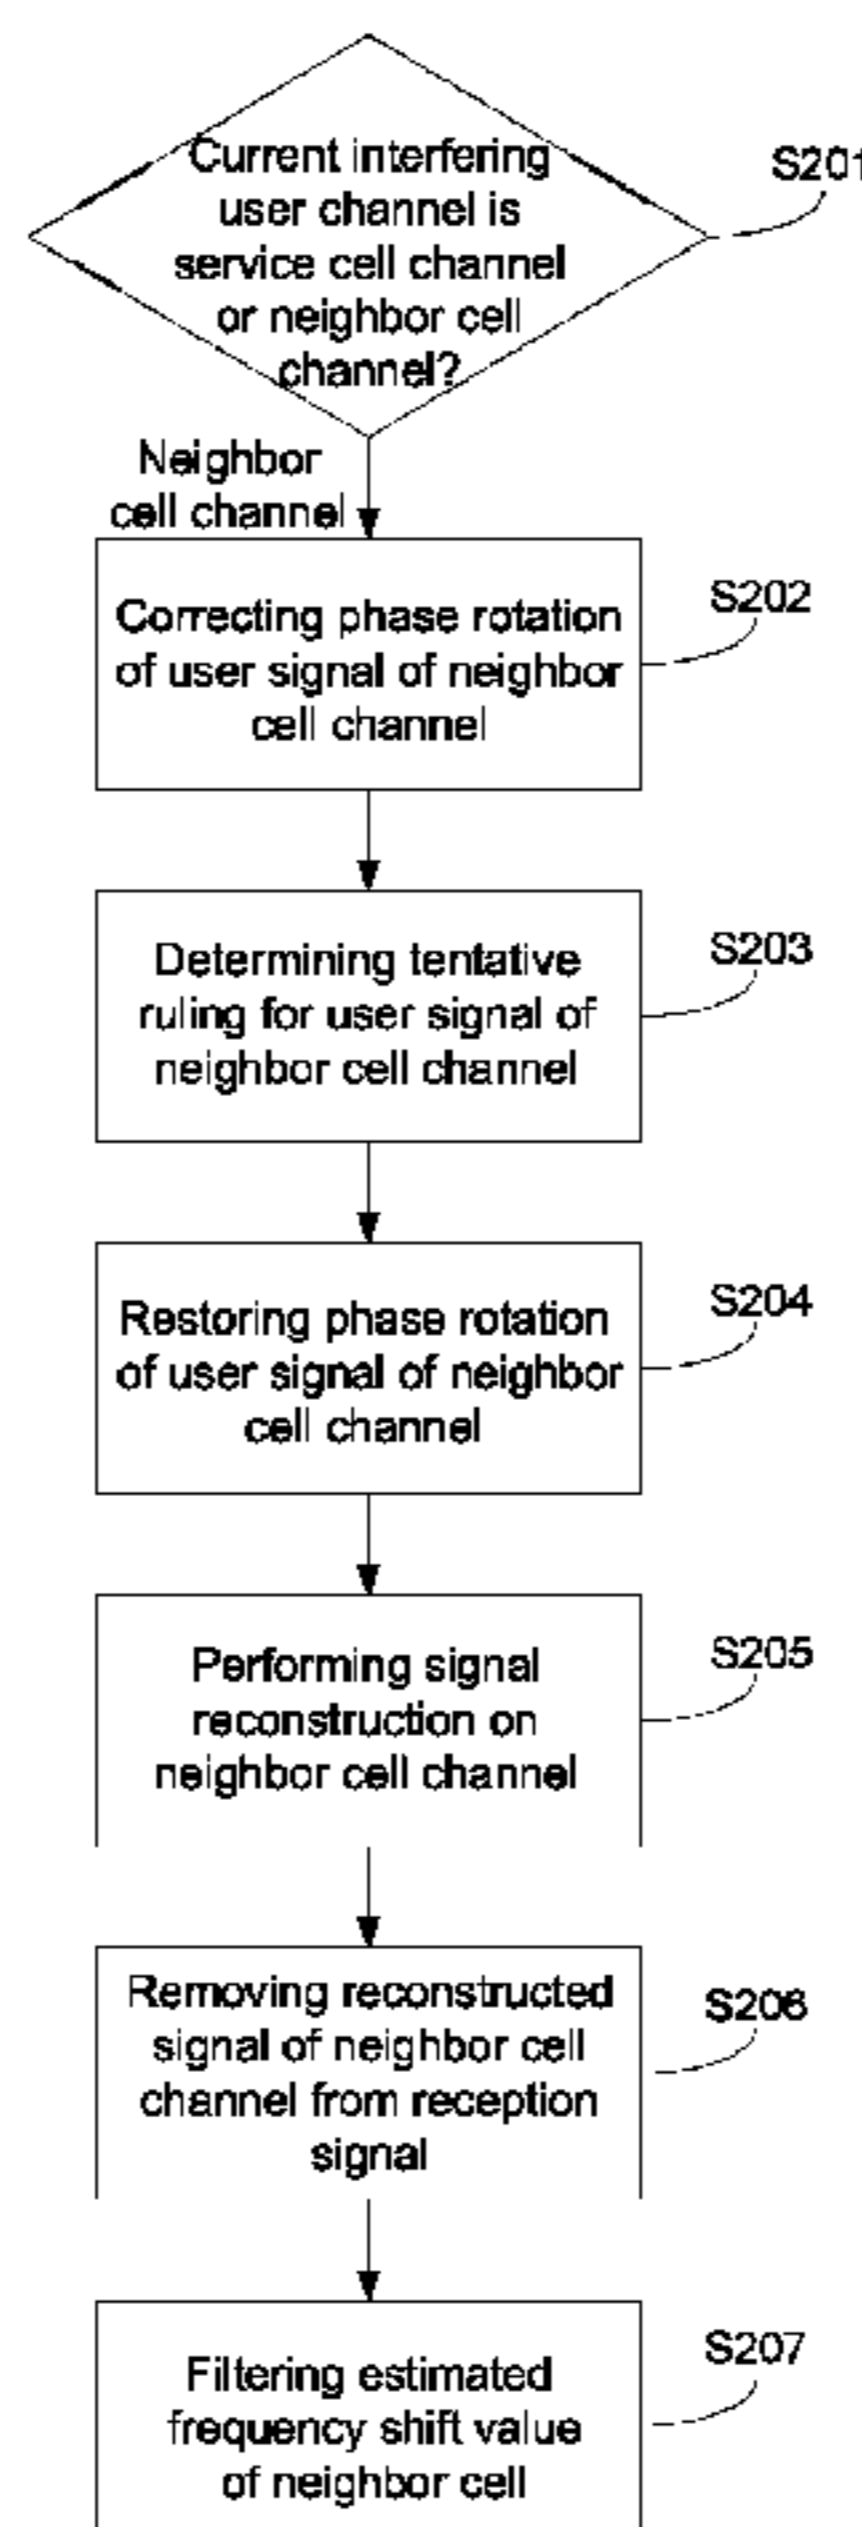 Current interfering
user channel is
service cell channel
or neighbor cell
channel?
S201
Neighbor
cell channel
Correcting phase rotation
of user signal of neighbor
cell channel
S202
Determining tentative
ruling for user signal of
neighbor cell channel
S203
Restoring phase rotation
of user signal of neighbor
cell channel
S204
Performing signal
reconstruction on
neighbor cell channel
S205
Removing reconstructed
signal of neighbor cell
channel from reception
signal
S206
Filtering estimated
frequency shift value
of neighbor cell
S207